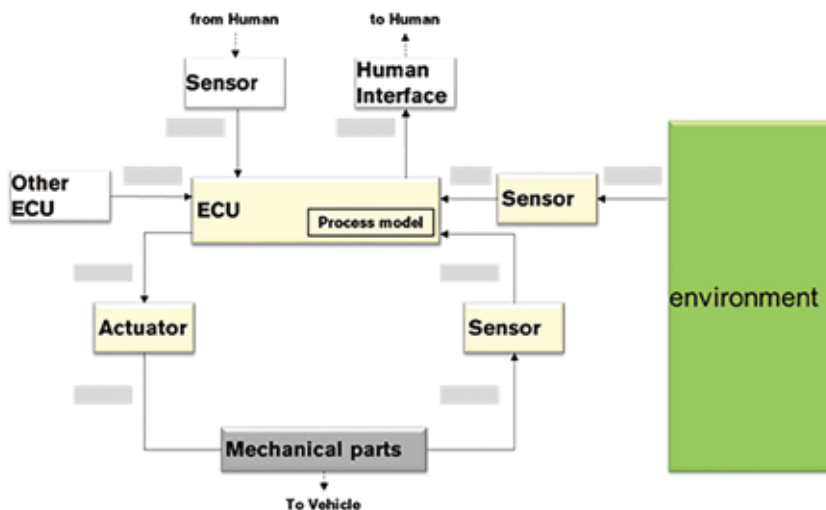 from Human
to Human
Sensor
Human
Interface
Other
ECU
ECU
Process model
Sensor
environment
Actuator
Sensor
Mechanical parts
To Vehicle